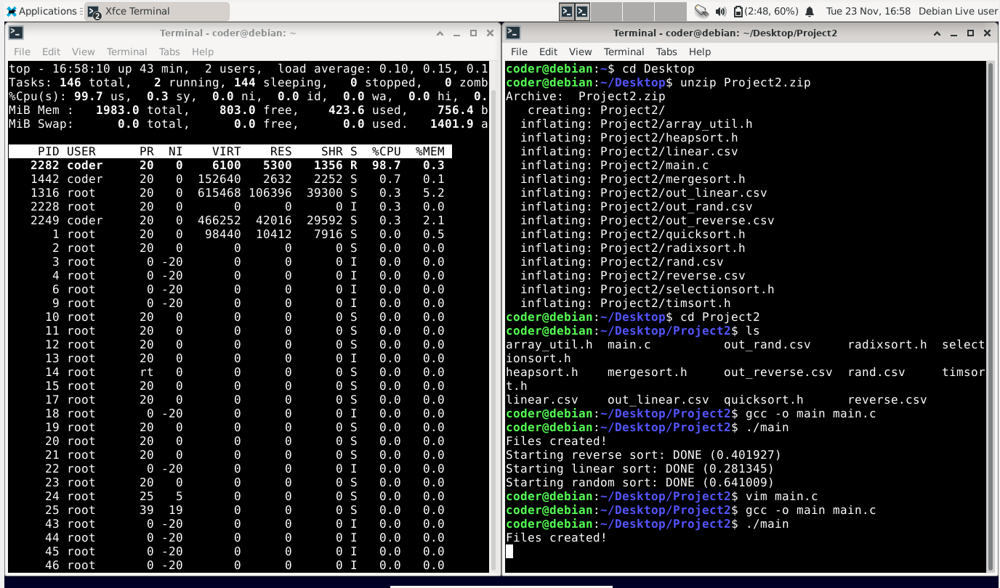 Applications
2
Xfce Terminal
(2:48, 60%)
Tue 23 Nov, 16:58
Debian Live user
Terminal - coder@debian: ~
File Edit View Terminal Tabs Help
top - 16:58:10 up 43 min,  2 users,  load average: 0.10, 0.15, 0.1
Tasks: 146 total,   2 running, 144 sleeping,   0 stopped,   0 zomb
%Cpu(s): 99.7 us,  0.3 sy,  0.0 ni,  0.0 id,  0.0 wa,  0.0 hi,  0.
MiB Mem :   1983.0 total,    803.0 free,    423.6 used,    756.4 b
MiB Swap:      0.0 total,      0.0 free,      0.0 used.   1401.9 a
PID USER PR NI VIRT RES SHR S %CPU %MEM
2282 coder 20 0 6100 5300 1356 R 98.7 0.3
1442 coder 20 0 152640 2632 2252 S 0.7 0.1
1316 root 20 0 615468 106396 39300 S 0.3 5.2
2228 root 20 0 0 0 0 I 0.3 0.0
2249 coder 20 0 466252 42016 29592 S 0.3 2.1
1 root 20 0 98440 10412 7916 S 0.0 0.5
2 root 20 0 0 0 0 S 0.0 0.0
3 root 0 -20 0 0 0 I 0.0 0.0
4 root 0 -20 0 0 0 I 0.0 0.0
6 root 0 -20 0 0 0 I 0.0 0.0
9 root 0 -20 0 0 0 I 0.0 0.0
10 root 20 0 0 0 0 S 0.0 0.0
11 root 20 0 0 0 0 S 0.0 0.0
12 root 20 0 0 0 0 S 0.0 0.0
13 root 20 0 0 0 0 I 0.0 0.0
14 root rt 0 0 0 0 S 0.0 0.0
15 root 20 0 0 0 0 S 0.0 0.0
17 root 20 0 0 0 0 S 0.0 0.0
18 root 0 -20 0 0 0 I 0.0 0.0
19 root 20 0 0 0 0 S 0.0 0.0
20 root 20 0 0 0 0 S 0.0 0.0
21 root 20 0 0 0 0 S 0.0 0.0
22 root 0 -20 0 0 0 I 0.0 0.0
23 root 20 0 0 0 0 S 0.0 0.0
24 root 25 5 0 0 0 S 0.0 0.0
25 root 39 19 0 0 0 S 0.0 0.0
43 root 0 -20 0 0 0 I 0.0 0.0
44 root 0 -20 0 0 0 I 0.0 0.0
45 root 0 -20 0 0 0 I 0.0 0.0
46 root 0 -20 0 0 0 I 0.0 0.0
Terminal - coder@debian: ~/Desktop/Project2
File Edit View Terminal Tabs Help
coder@debian:~$ cd Desktop
coder@debian:~/Desktop$ unzip Project2.zip
Archive:  Project2.zip
   creating: Project2/
  inflating: Project2/array_util.h
  inflating: Project2/heapsort.h
  inflating: Project2/linear.csv
  inflating: Project2/main.c
  inflating: Project2/mergesort.h
  inflating: Project2/out_linear.csv
  inflating: Project2/out_rand.csv
  inflating: Project2/out_reverse.csv
  inflating: Project2/quicksort.h
  inflating: Project2/radixsort.h
  inflating: Project2/rand.csv
  inflating: Project2/reverse.csv
  inflating: Project2/selectionsort.h
  inflating: Project2/timsort.h
coder@debian:~/Desktop$ cd Project2
coder@debian:~/Desktop/Project2$ ls
array_util.h  main.c          out_rand.csv     radixsort.h  select
ionsort.h
heapsort.h    mergesort.h     out_reverse.csv  rand.csv     timsor
t.h
linear.csv    out_linear.csv  quicksort.h      reverse.csv
coder@debian:~/Desktop/Project2$ gcc -o main main.c
coder@debian:~/Desktop/Project2$ ./main
Files created!
Starting reverse sort: DONE (0.401927)
Starting linear sort: DONE (0.281345)
Starting random sort: DONE (0.641009)
coder@debian:~/Desktop/Project2$ vim main.c
coder@debian:~/Desktop/Project2$ gcc -o main main.c
coder@debian:~/Desktop/Project2$ ./main
Files created!